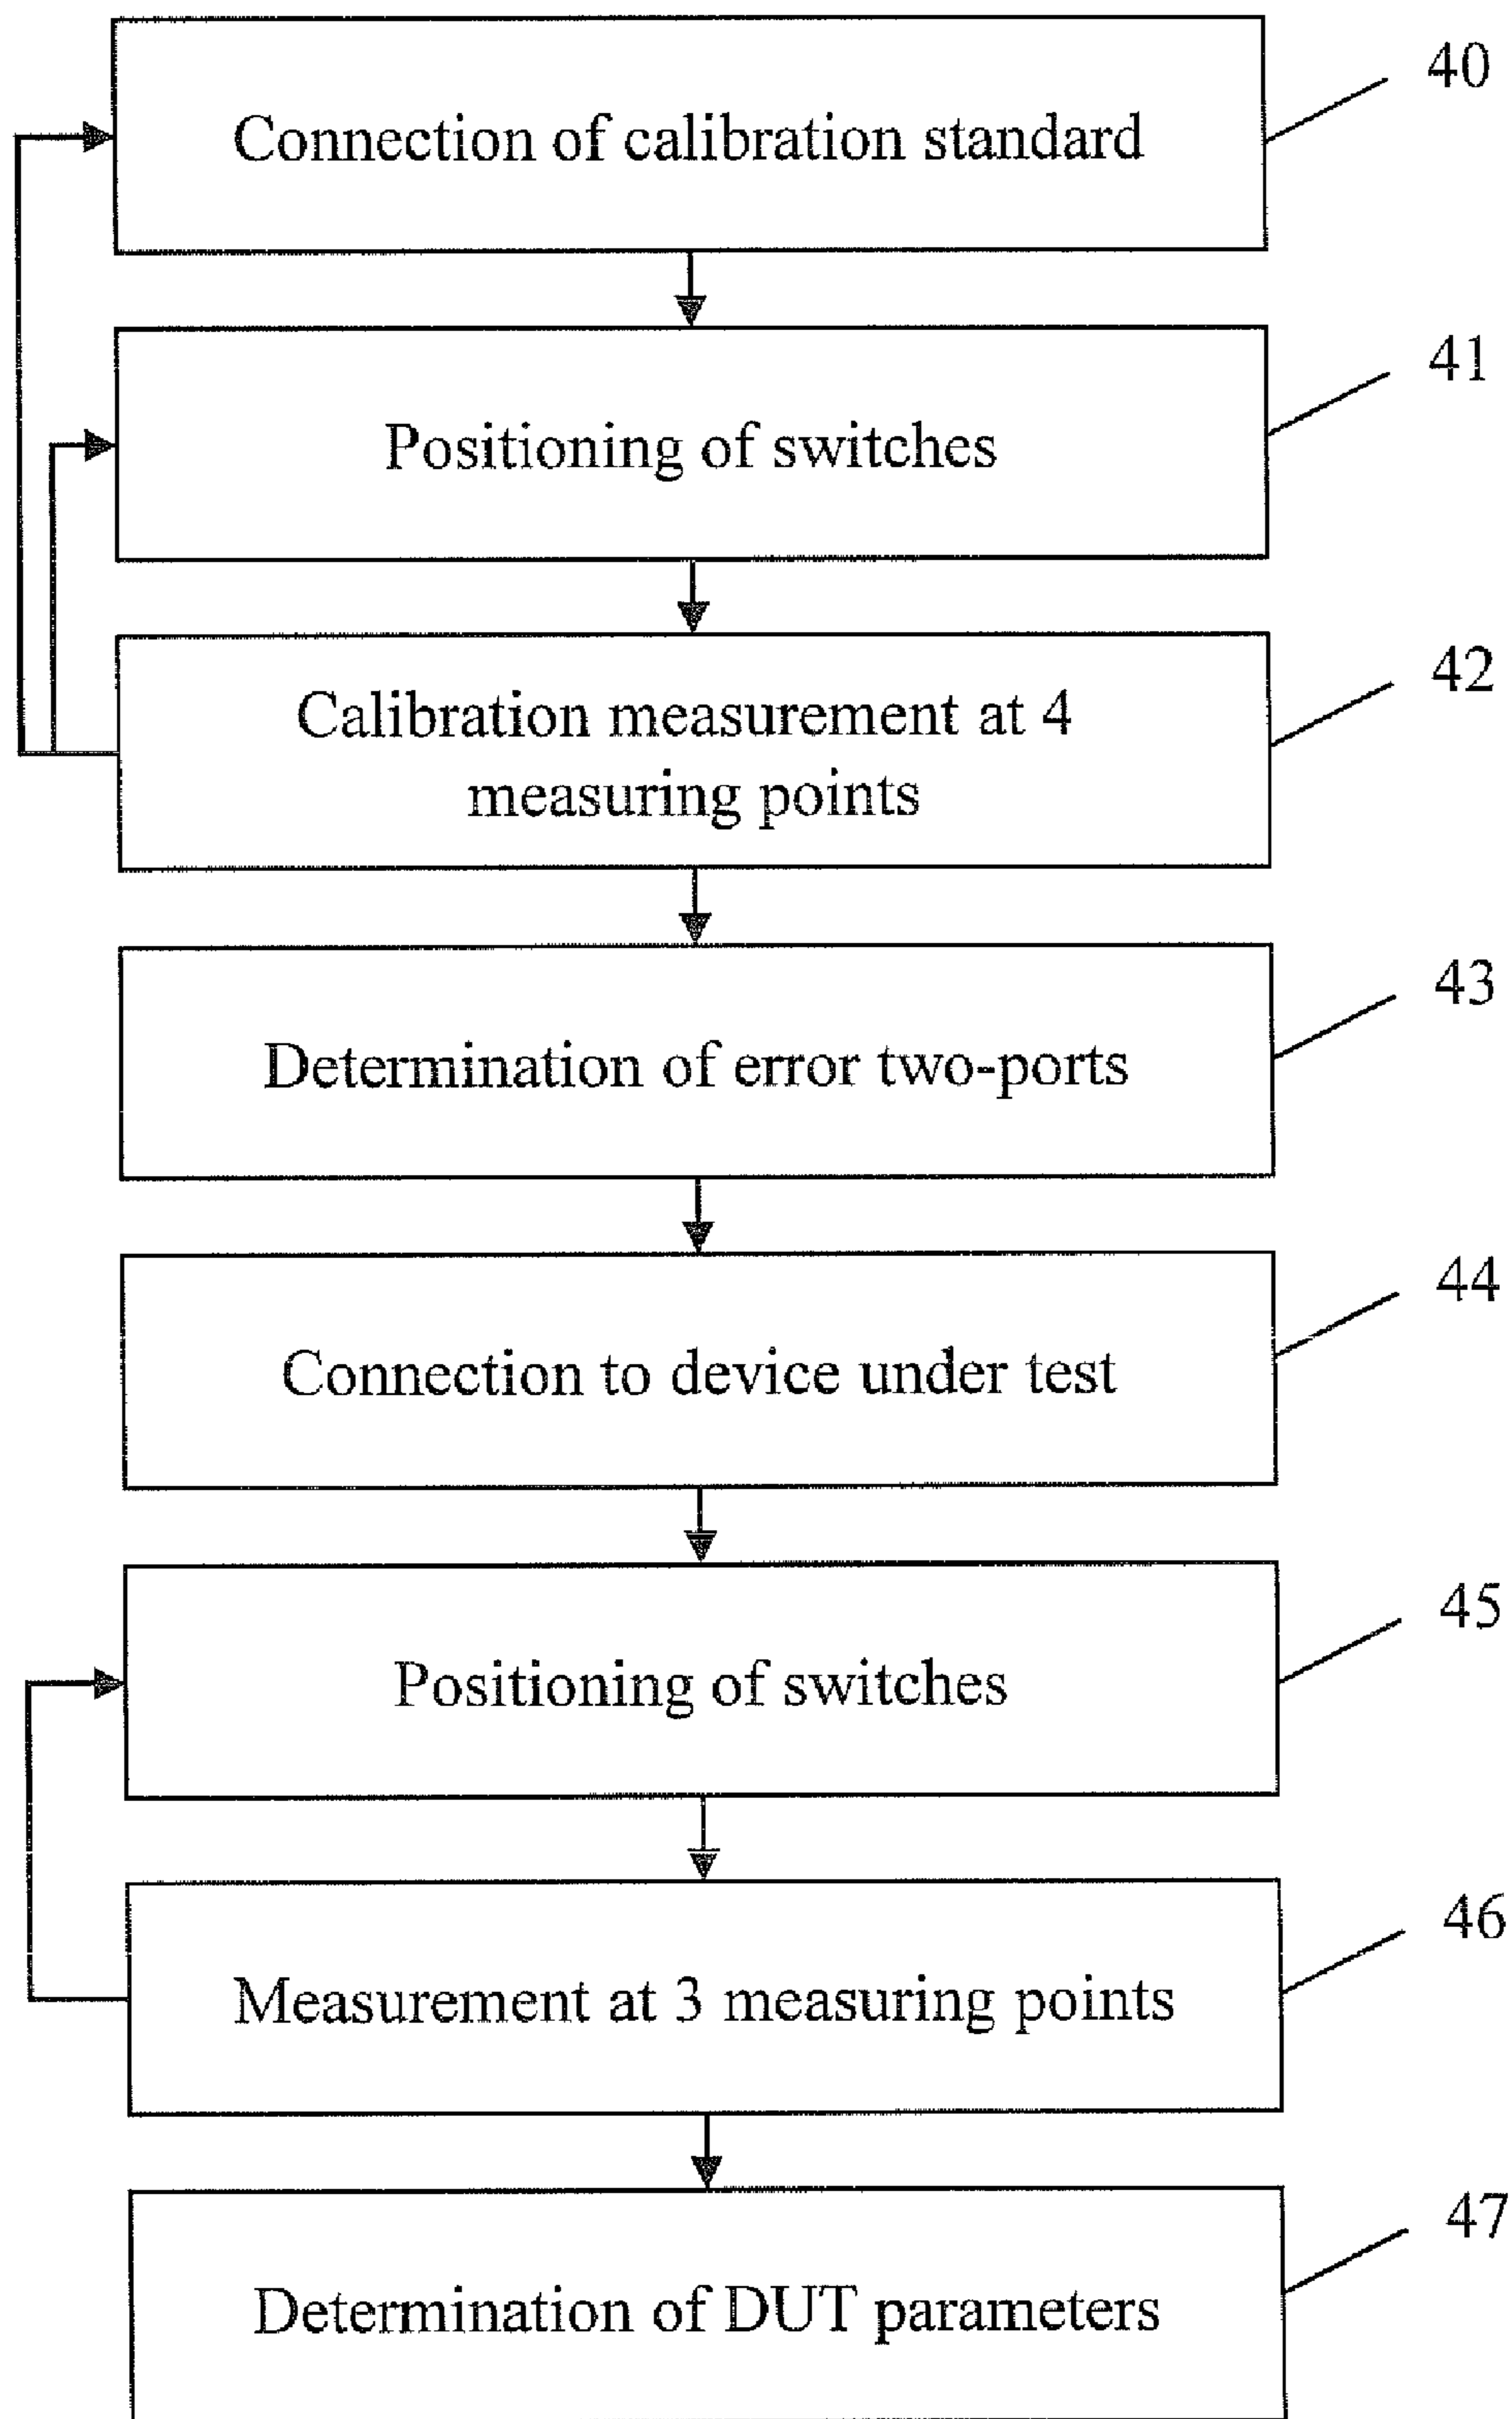 40
Connection of calibration standard
41
Positioning of switches
42
Calibration measurement at 4
measuring points
43
Determination of error two-ports
44
Connection to device under test
45
Positioning of switches
46
Measurement at 3 measuring points
47
Determination of DUT parameters